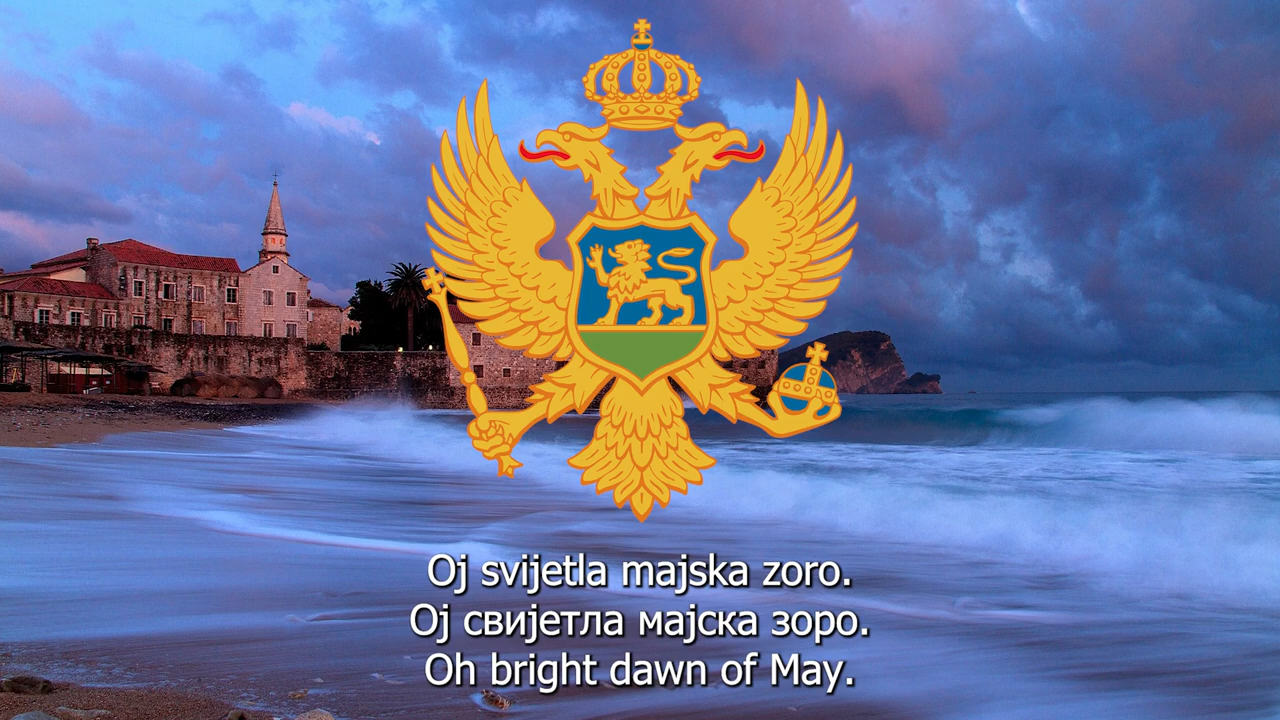 Oj svijetla majska zoro.
Ој свијетла мајска зоро.
Oh bright dawn of May.